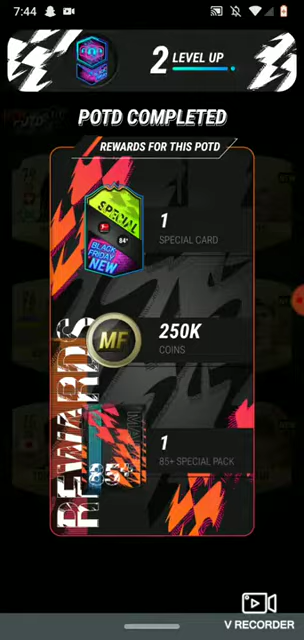 7:44
2 LEVEL UP
POTD COMPLETED
REWARDS FOR THIS POTD
SPECIAL
84+
BLACK
FRIDAY
NEW
1
SPECIAL CARD
MF
250K
COINS
REWARDS
85+
1
85+ SPECIAL PACK
V RECORDER